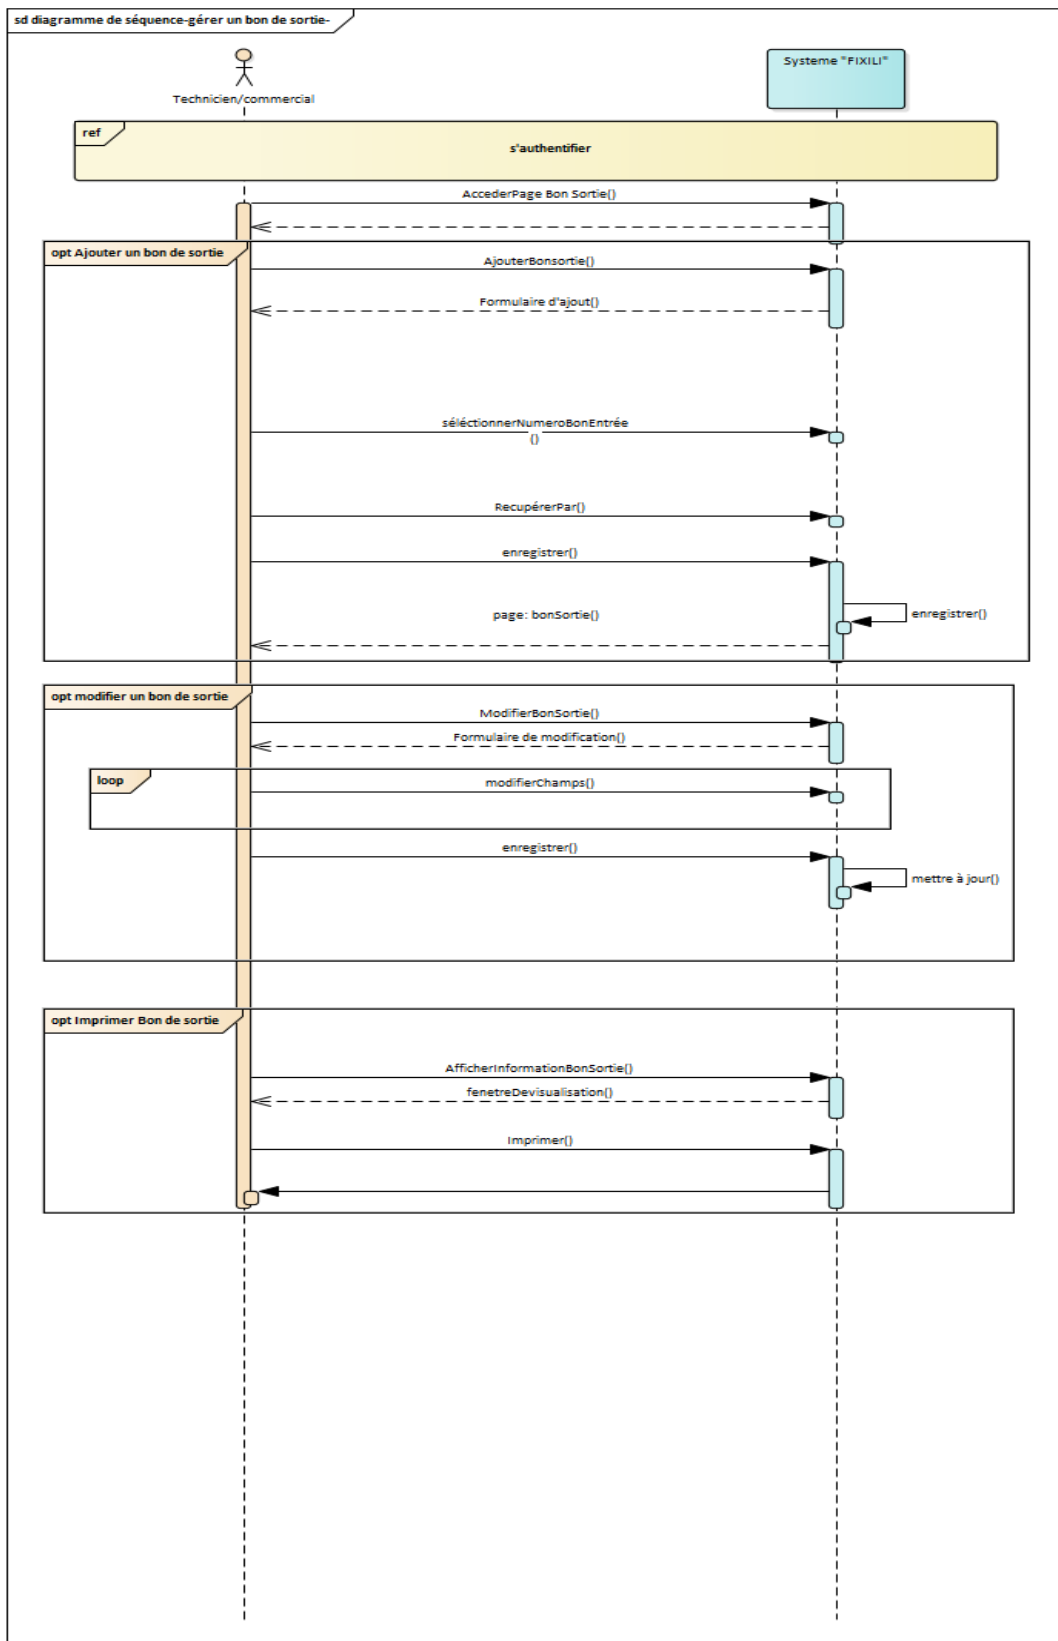 sd diagramme de séquence-gérer un bon de sortie-
Systeme "FIXILI"
Technicien/commercial
ref
s'authentifier
AccederPage Bon Sortie()
opt Ajouter un bon de sortie
AjouterBonsortie()
Formulaire d'ajout()
séléctionnerNumeroBonEntrée
()
RecupérerPar()
enregistrer()
enregistrer()
page: bonSortie()
opt modifier un bon de sortie
ModifierBonSortie()
Formulaire de modification()
loop
modifierChamps()
enregistrer()
mettre à jour()
opt Imprimer Bon de sortie
AfficherInformationBonSortie()
fenetreDevisualisation()
Imprimer()